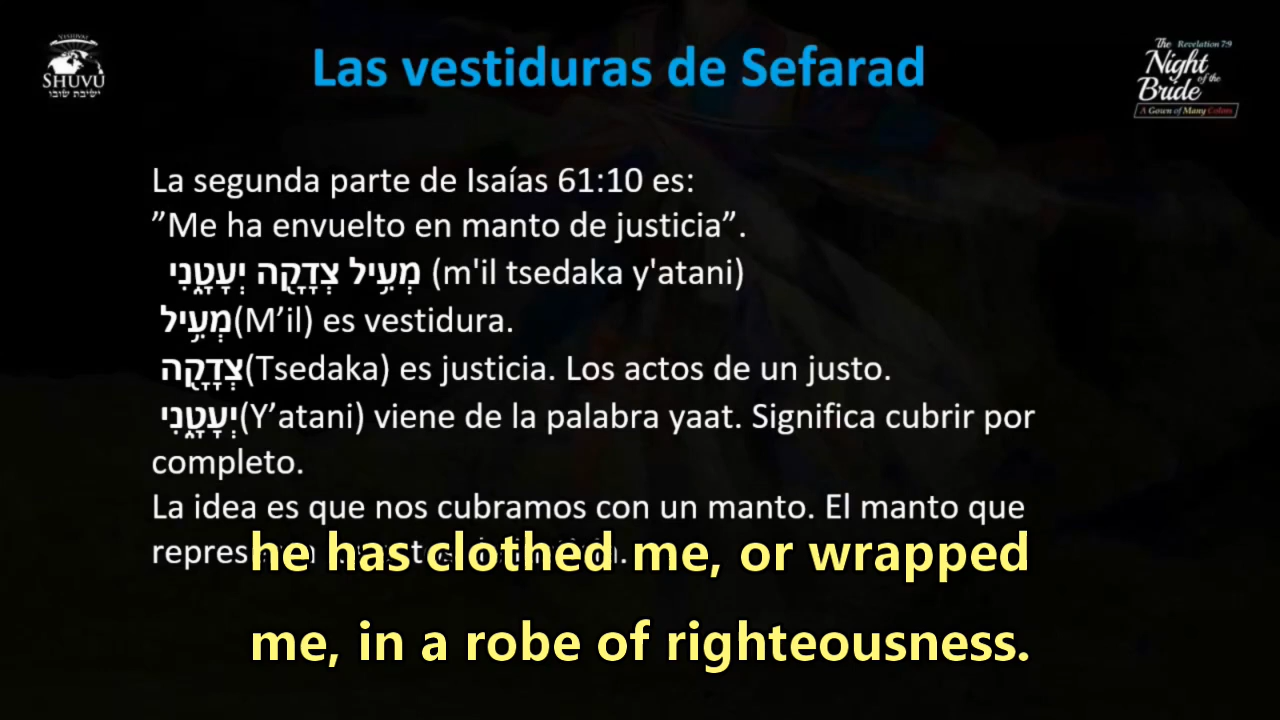 Las vestiduras de Sefarad
YESHIVAT
SHUVU
ישיבת שובו
The Revelation 7:9
Night
of the
Bride
A Gown of Many Colors
La segunda parte de Isaías 61:10 es:
”Me ha envuelto en manto de justicia”.
מְעִ֥יל צְדָקָ֖ה יְעָטָ֑נִי (m'il tsedaka y'atani)
מְעִ֥יל(M’il) es vestidura.
צְדָקָ֖ה(Tsedaka) es justicia. Los actos de un justo.
יְעָטָ֑נִי(Y’atani) viene de la palabra yaat. Significa cubrir por
completo.
La idea es que nos cubramos con un manto. El manto que
he has clothed me, or wrapped
me, in a robe of righteousness.